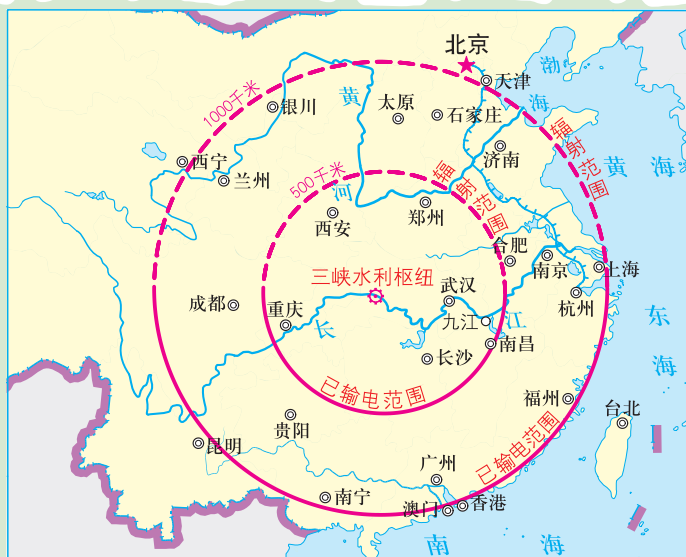 北京
天津
渤
海
1000千米
银川
黄
太原
石家庄
辐射范围
济南
黄 海
西宁
兰州
500千米
河
辐射范围
西安
郑州
合肥
南京
上海
三峡水利枢纽
武汉
杭州
成都
重庆
长
九江
江
南昌
东
海
长沙
已输电范围
福州
台北
贵阳
昆明
已输电范围
广州
南宁
澳门
香港
南 海